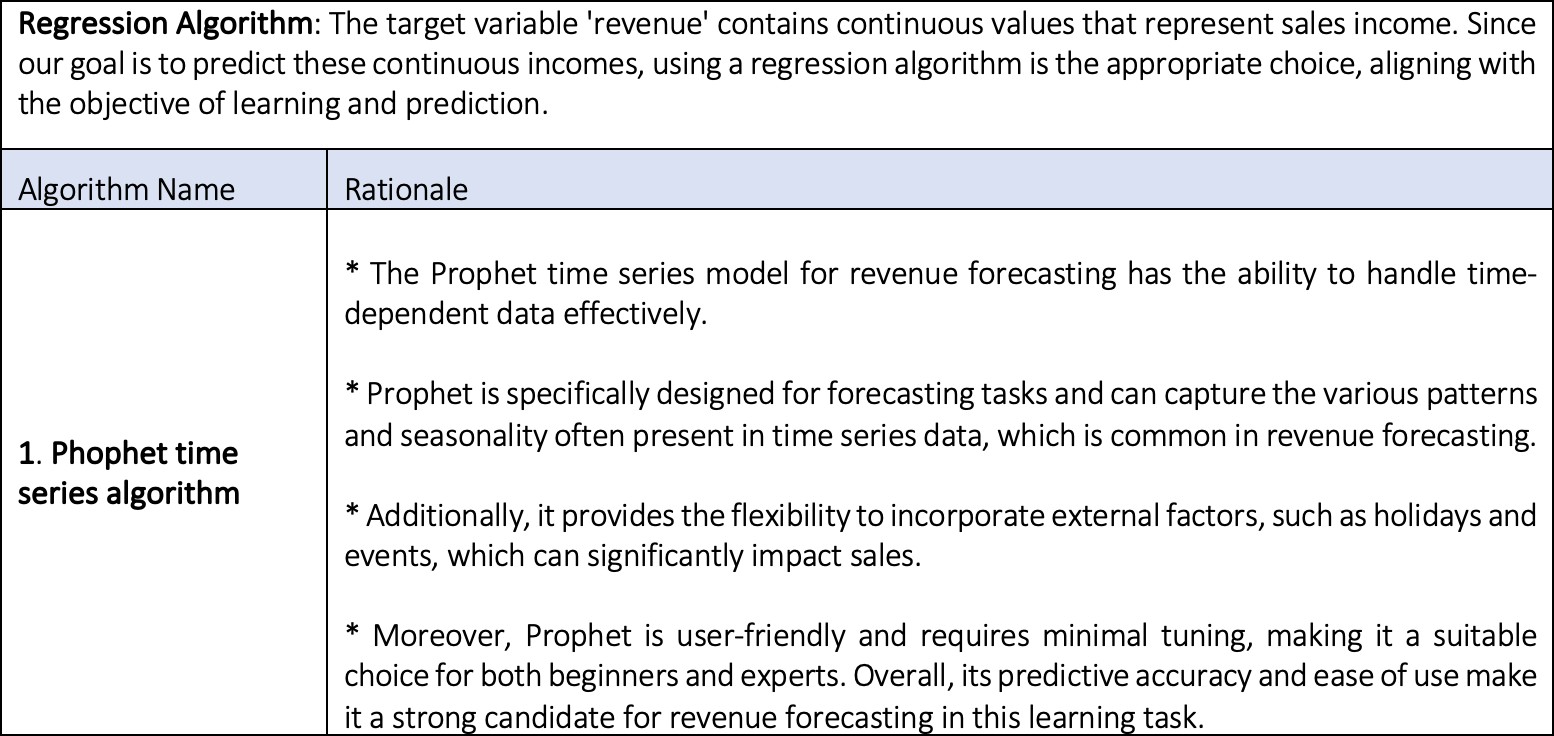 Regression Algorithm: The target variable 'revenue' contains continuous values that represent sales income. Since
our goal is to predict these continuous incomes, using a regression algorithm is the appropriate choice, aligning with
the objective of learning and prediction.
Algorithm Name
Rationale
1. Phophet time
series algorithm
* The Prophet time series model for revenue forecasting has the ability to handle time-
dependent data effectively.
* Prophet is specifically designed for forecasting tasks and can capture the various patterns
and seasonality often present in time series data, which is common in revenue forecasting.
* Additionally, it provides the flexibility to incorporate external factors, such as holidays and
events, which can significantly impact sales.
* Moreover, Prophet is user-friendly and requires minimal tuning, making it a suitable
choice for both beginners and experts. Overall, its predictive accuracy and ease of use make
it a strong candidate for revenue forecasting in this learning task.